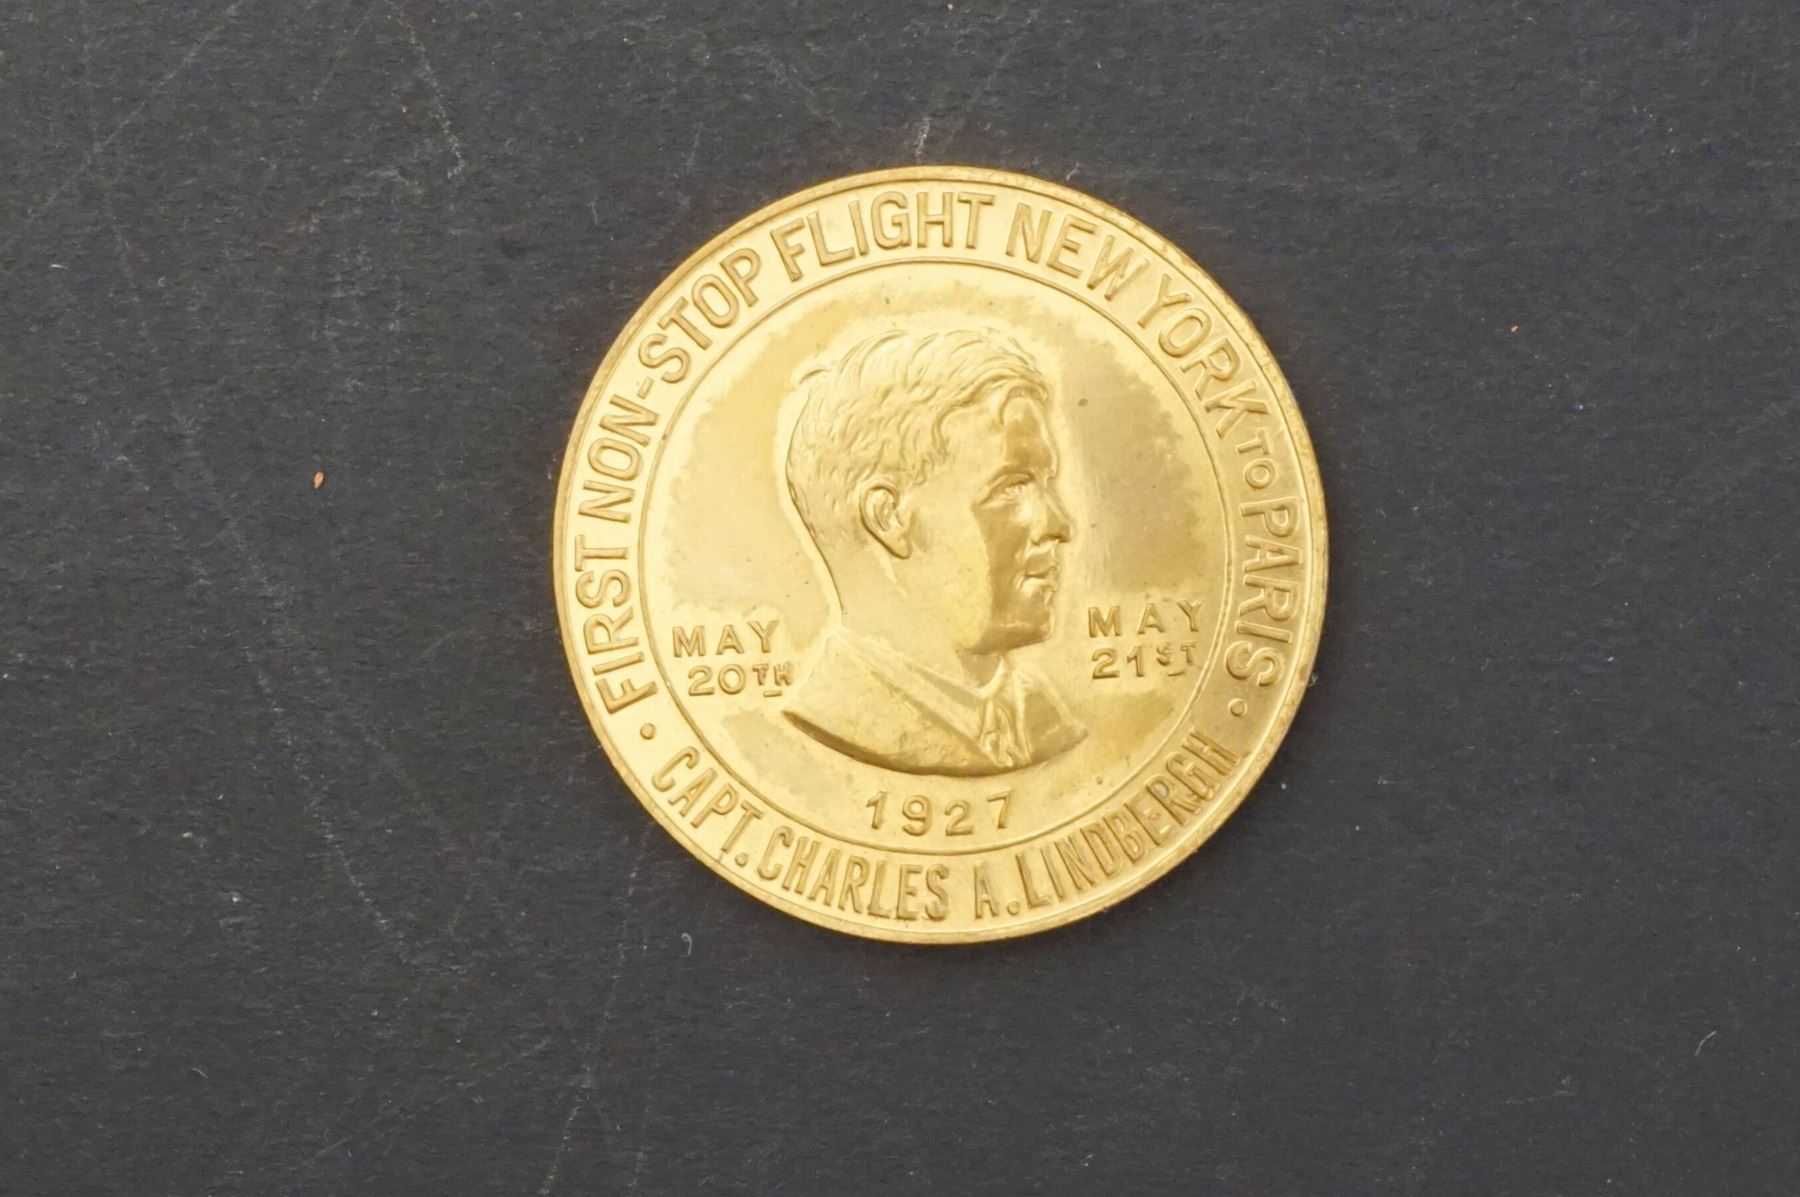 FIRST NON-STOP FLIGHT NEW YORK TO PARIS
MAY
20TH
MAY
21ST
1927
CAPT. CHARLES A. LINDBERGH